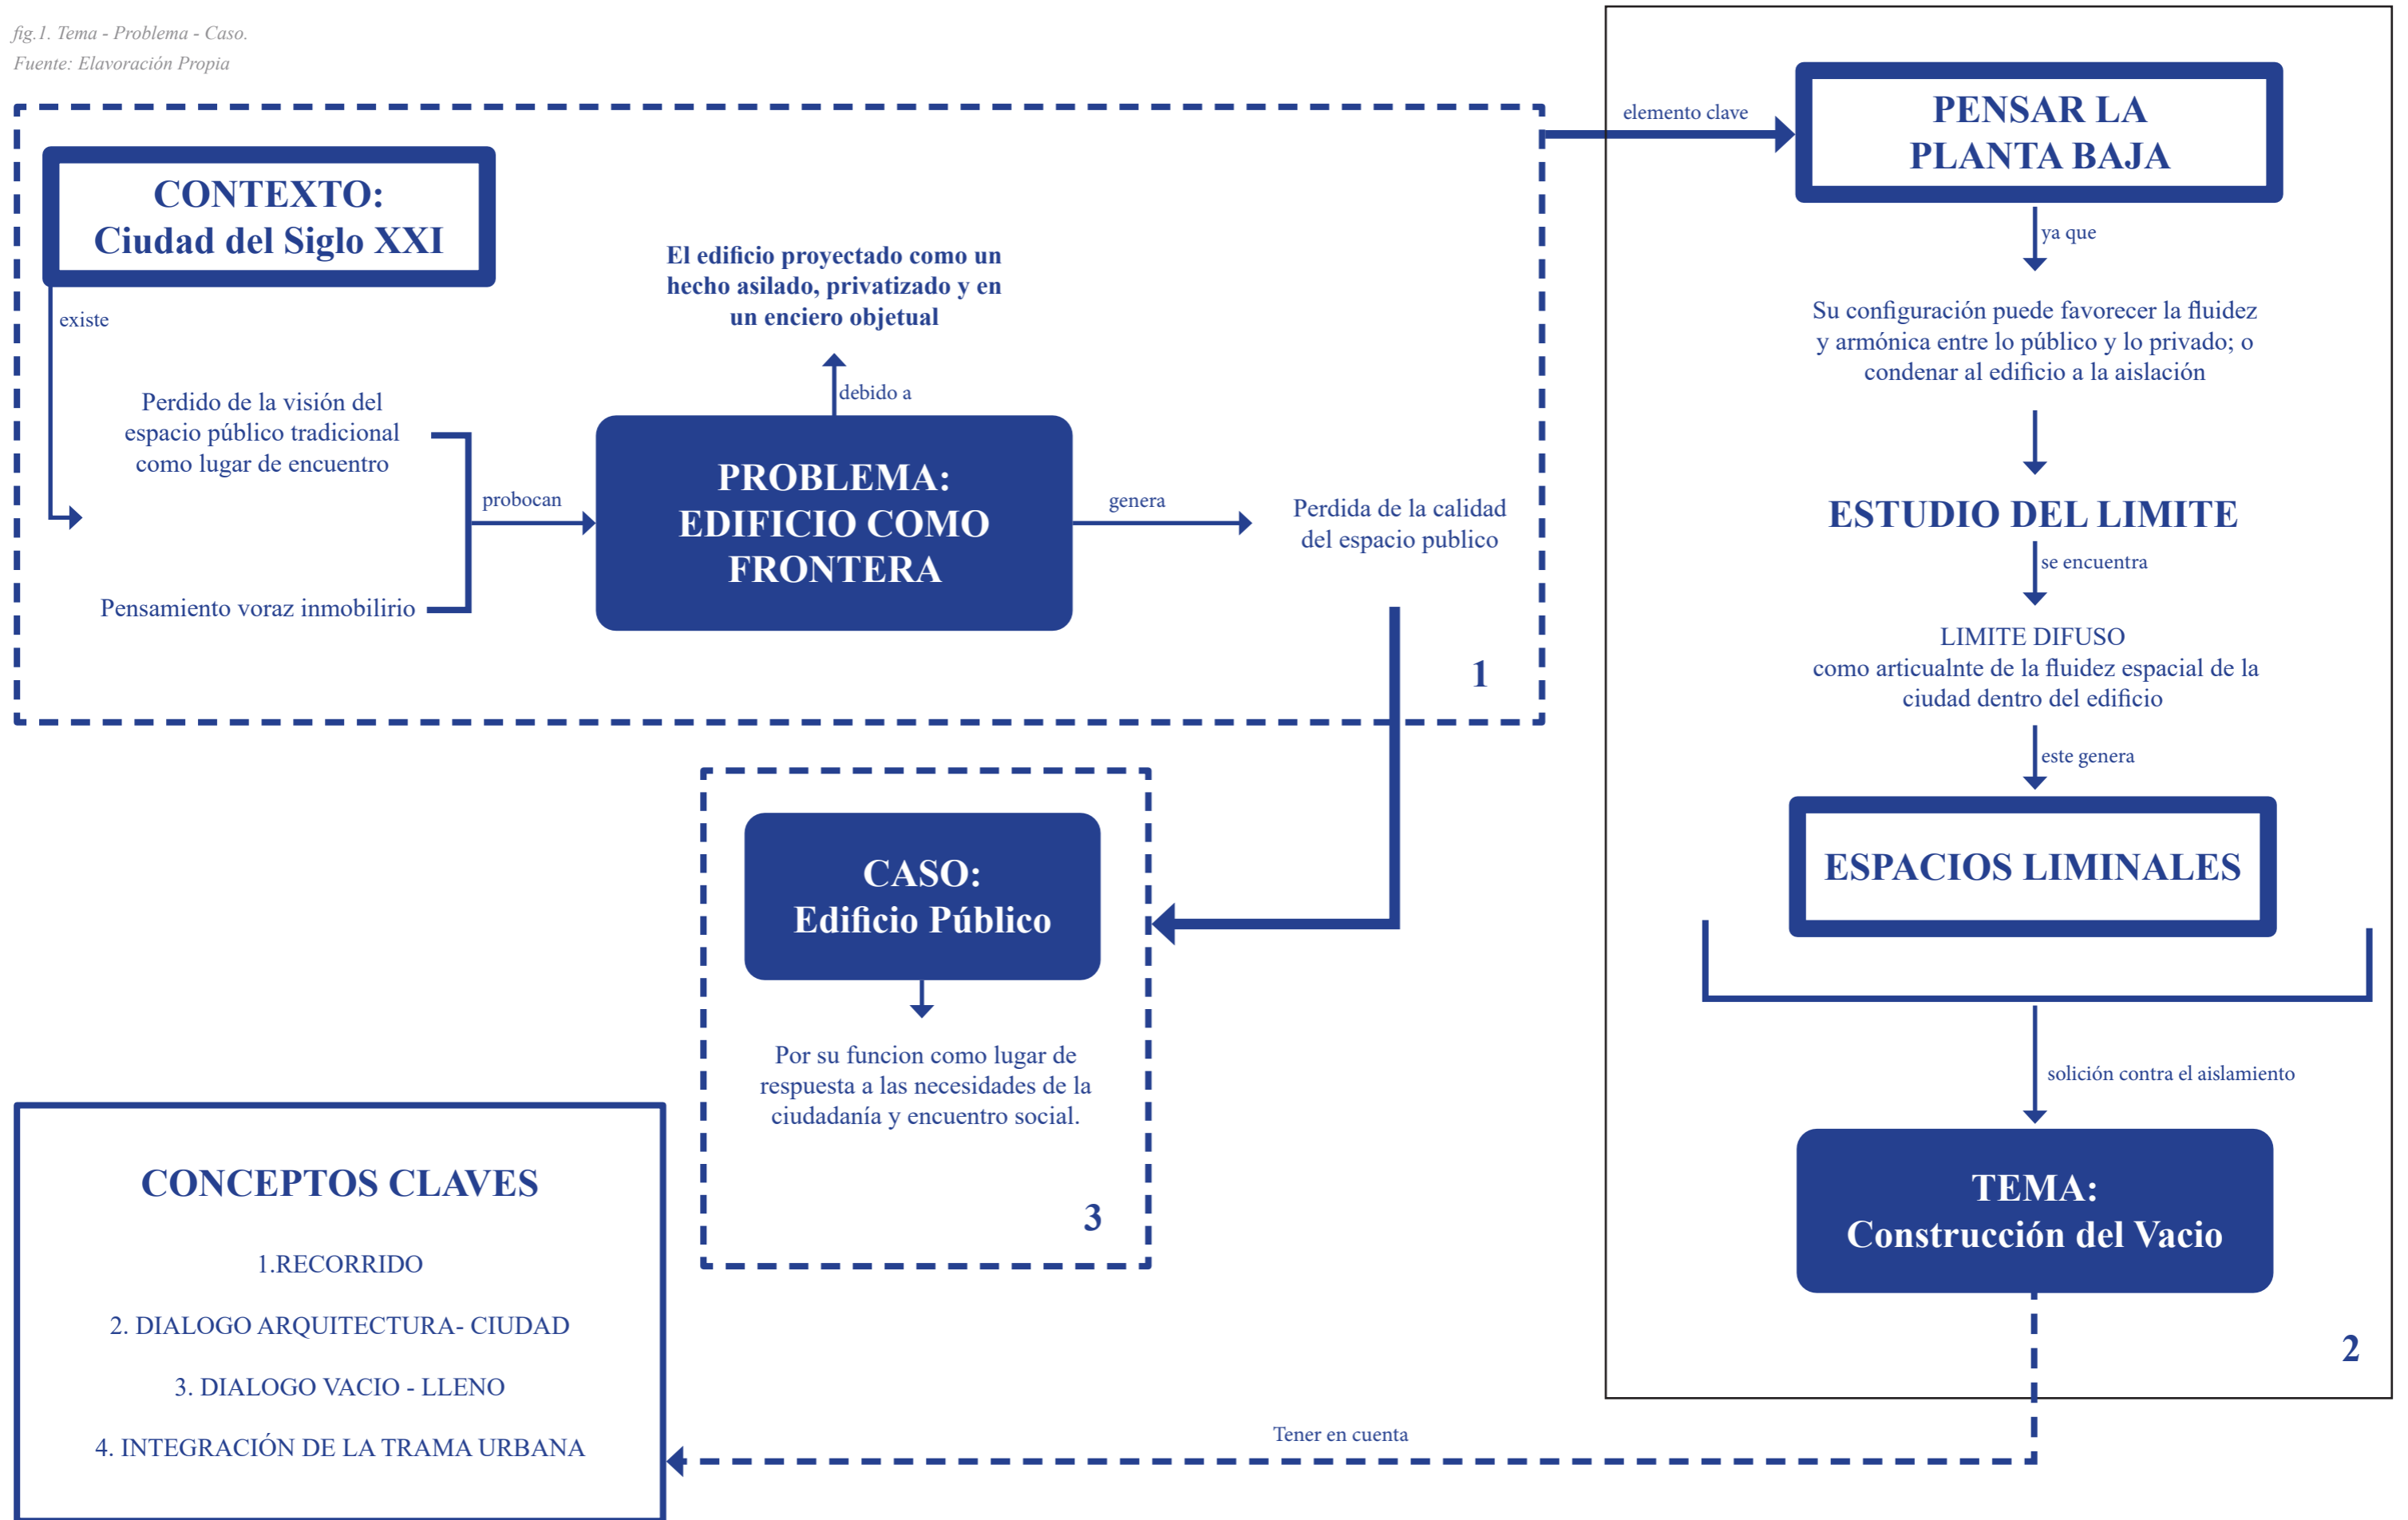 fig.1. Tema - Problema - Caso.
Fuente: Elavoración Propia
CONTEXTO:
Ciudad del Siglo XXI
existe
Perdido de la visión del
espacio público tradicional
como lugar de encuentro
Pensamiento voraz inmobilirio
probocan
El edificio proyectado como un
hecho asilado, privatizado y en
un enciero objetual
debido a
PROBLEMA:
EDIFICIO COMO
FRONTERA
genera
Perdida de la calidad
del espacio publico
1
elemento clave
PENSAR LA
PLANTA BAJA
ya que
Su configuración puede favorecer la fluidez
y armónica entre lo público y lo privado; o
condenar al edificio a la aislación
ESTUDIO DEL LIMITE
se encuentra
LIMITE DIFUSO
como articualnte de la fluidez espacial de la
ciudad dentro del edificio
este genera
ESPACIOS LIMINALES
solición contra el aislamiento
TEMA:
Construcción del Vacio
2
CASO:
Edificio Público
Por su funcion como lugar de
respuesta a las necesidades de la
ciudadanía y encuentro social.
3
Tener en cuenta
CONCEPTOS CLAVES
1.RECORRIDO
2. DIALOGO ARQUITECTURA- CIUDAD
3. DIALOGO VACIO - LLENO
4. INTEGRACIÓN DE LA TRAMA URBANA